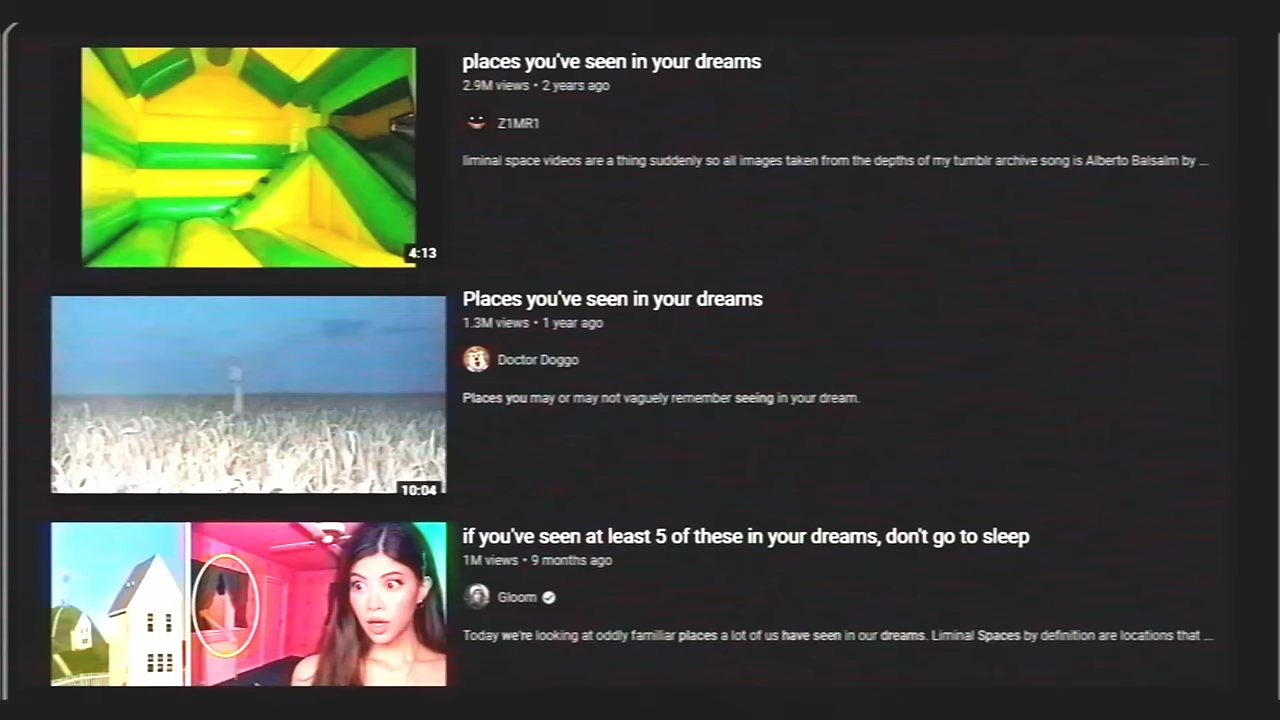 places you've seen in your dreams
2.9M views • 2 years ago
Z1MR1
liminal space videos are a thing suddenly so all images taken from the depths of my tumblr archive song is Alberto Balsalm by ...
4:13
Places you've seen in your dreams
1.3M views • 1 year ago
Doctor Doggo
Places you may or may not vaguely remember seeing in your dream.
10:04
if you've seen at least 5 of these in your dreams, don't go to sleep
1M views • 9 months ago
Gloom
Today we're looking at oddly familiar places a lot of us have seen in our dreams. Liminal Spaces by definition are locations that ...